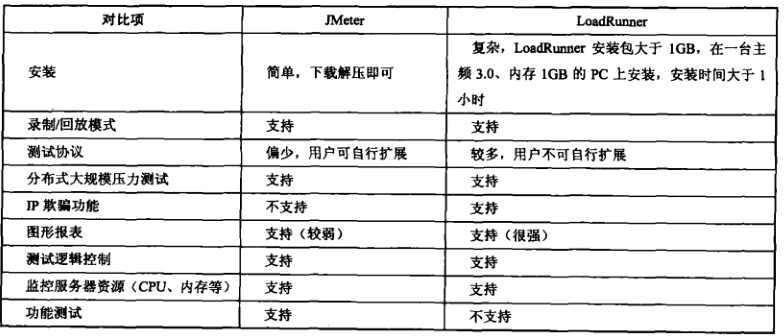 对比项 JMeter LoadRunner
安装 简单，下载解压即可 复杂，LoadRunner 安装包大于 1GB，在一台主
频 3.0、内存 1GB 的 PC 上安装，安装时间大于 1
小时
录制/回放模式 支持 支持
测试协议 偏少，用户可自行扩展 较多，用户不可自行扩展
分布式大规模压力测试 支持 支持
IP 欺骗功能 不支持 支持
图形报表 支持（较弱） 支持（很强）
测试逻辑控制 支持 支持
监控服务器资源（CPU、内存等） 支持 支持
功能测试 支持 不支持